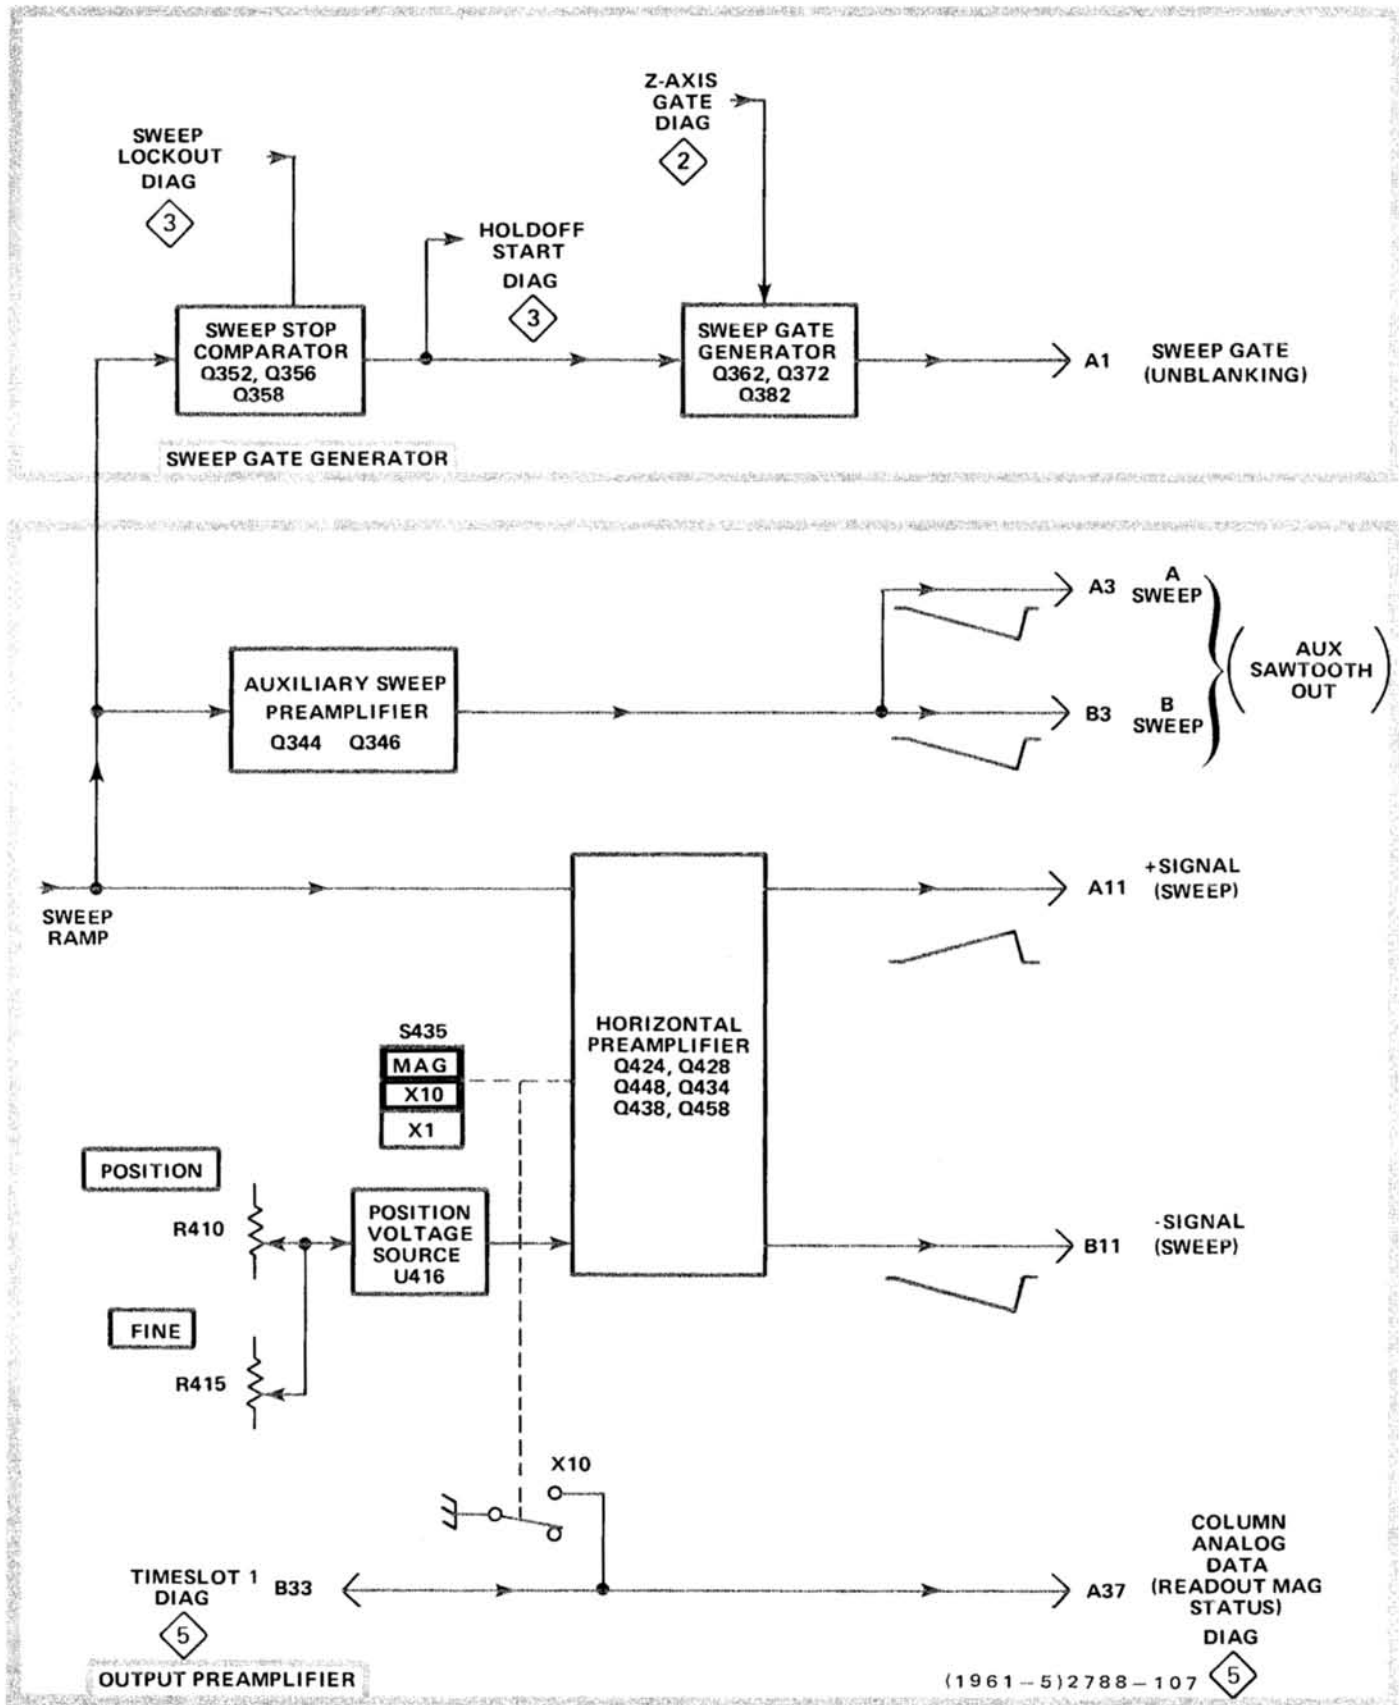 Z-AXIS
GATE
DIAG
2
SWEEP
LOCKOUT
DIAG
3
HOLDOFF
START
DIAG
3
SWEEP STOP
COMPARATOR
Q352, Q356
Q358
SWEEP GATE
GENERATOR
Q362, Q372
Q382
A1
SWEEP GATE
(UNBLANKING)
SWEEP GATE GENERATOR
A3
A
SWEEP
AUXILIARY SWEEP
PREAMPLIFIER
Q344 Q346
B3
B
SWEEP
AUX
SAWTOOTH
OUT
SWEEP
RAMP
A11
+SIGNAL
(SWEEP)
HORIZONTAL
PREAMPLIFIER
Q424, Q428
Q448, Q434
Q438, Q458
S435
MAG
X10
X1
POSITION
R410
POSITION
VOLTAGE
SOURCE
U416
B11
-SIGNAL
(SWEEP)
FINE
R415
X10
TIMESLOT 1
DIAG
5
B33
A37
COLUMN
ANALOG
DATA
(READOUT MAG
STATUS)
DIAG
5
OUTPUT PREAMPLIFIER
(1961-5)2788-107